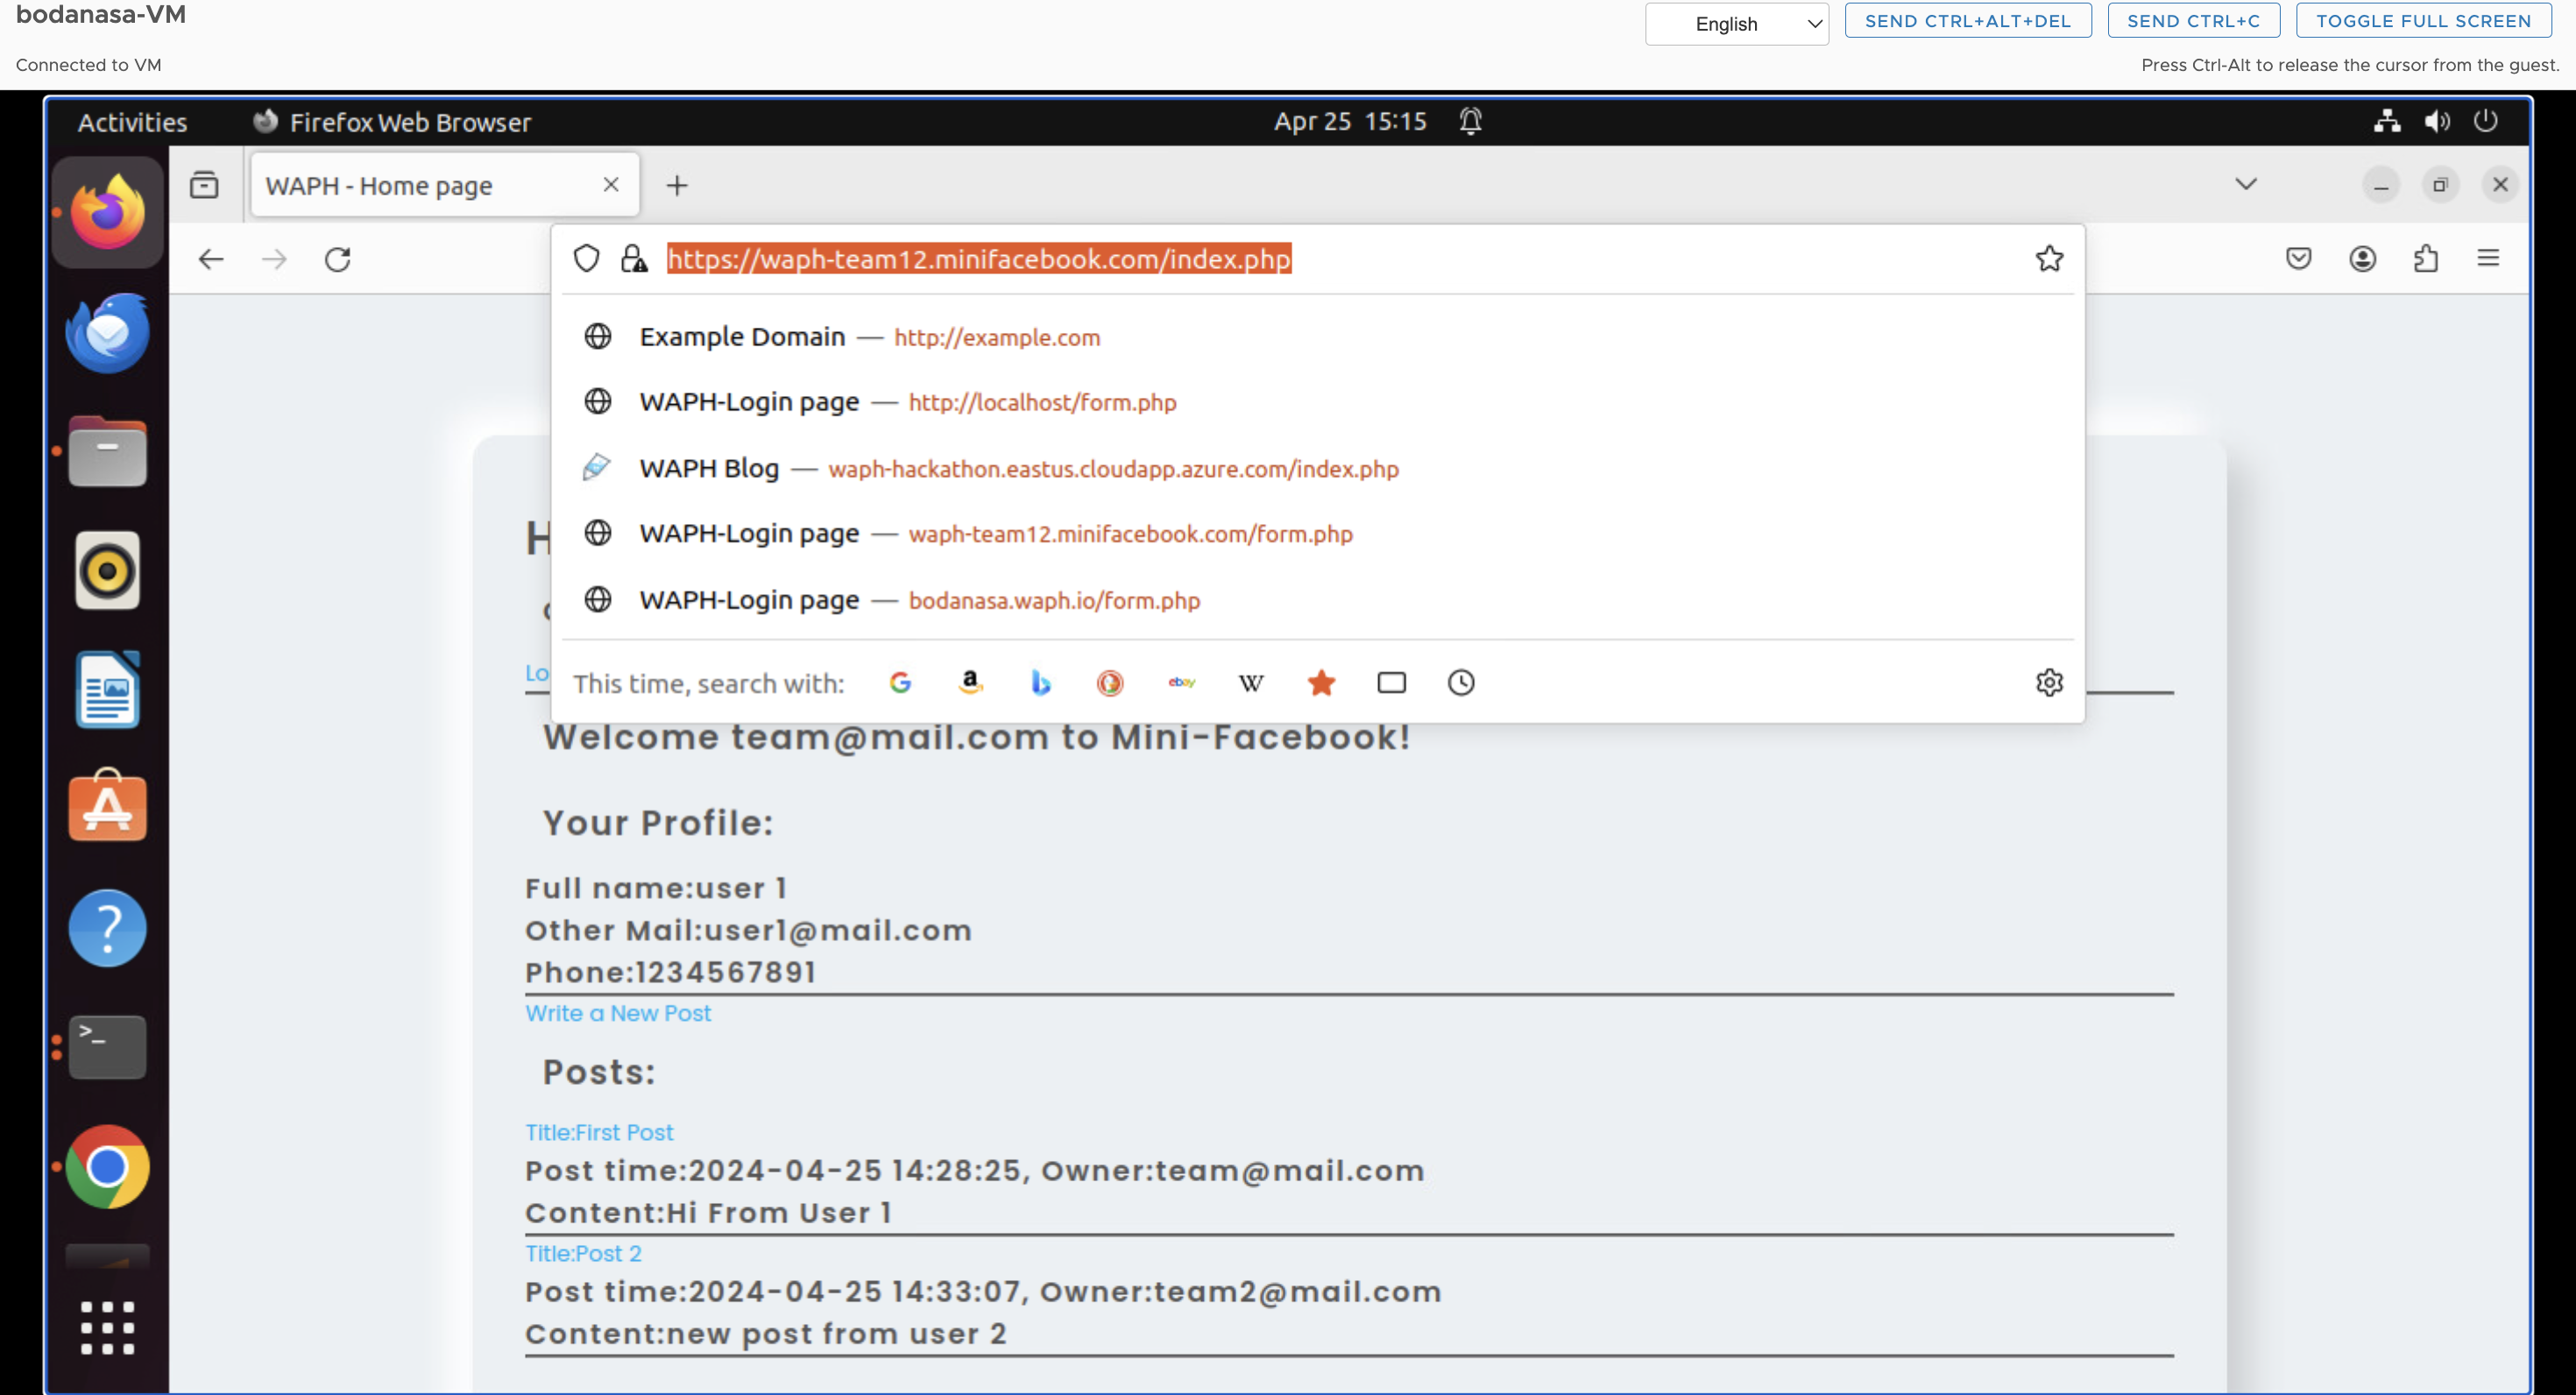 bodanasa-VM
English
SEND CTRL+ALT+DEL
SEND CTRL+C
TOGGLE FULL SCREEN
Connected to VM
Press Ctrl-Alt to release the cursor from the guest.
Activities
Firefox Web Browser
Apr 25 15:15
WAPH - Home page
https://waph-team12.minifacebook.com/index.php
Example Domain — http://example.com
WAPH-Login page — http://localhost/form.php
WAPH Blog — waph-hackathon.eastus.cloudapp.azure.com/index.php
WAPH-Login page — waph-team12.minifacebook.com/form.php
WAPH-Login page — bodanasa.waph.io/form.php
This time, search with:
ebay
Welcome team@mail.com to Mini-Facebook!
Your Profile:
Full name:user 1
Other Mail:user1@mail.com
Phone:1234567891
Write a New Post
Posts:
Title:First Post
Post time:2024-04-25 14:28:25, Owner:team@mail.com
Content:Hi From User 1
Title:Post 2
Post time:2024-04-25 14:33:07, Owner:team2@mail.com
Content:new post from user 2